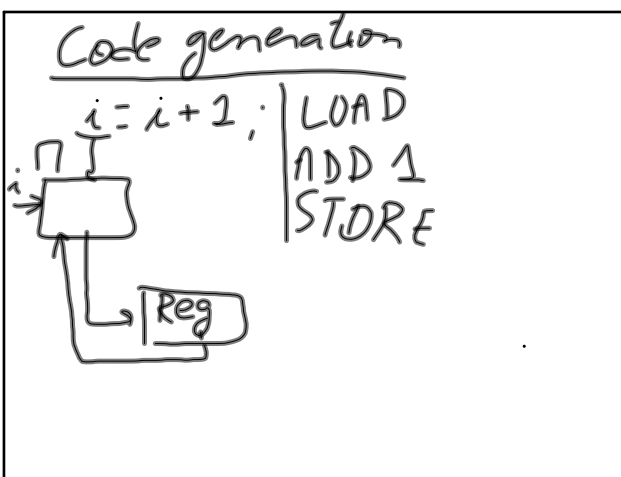 Code generation
i = i + 1 ;
LOAD
ADD 1
STORE
i
Reg